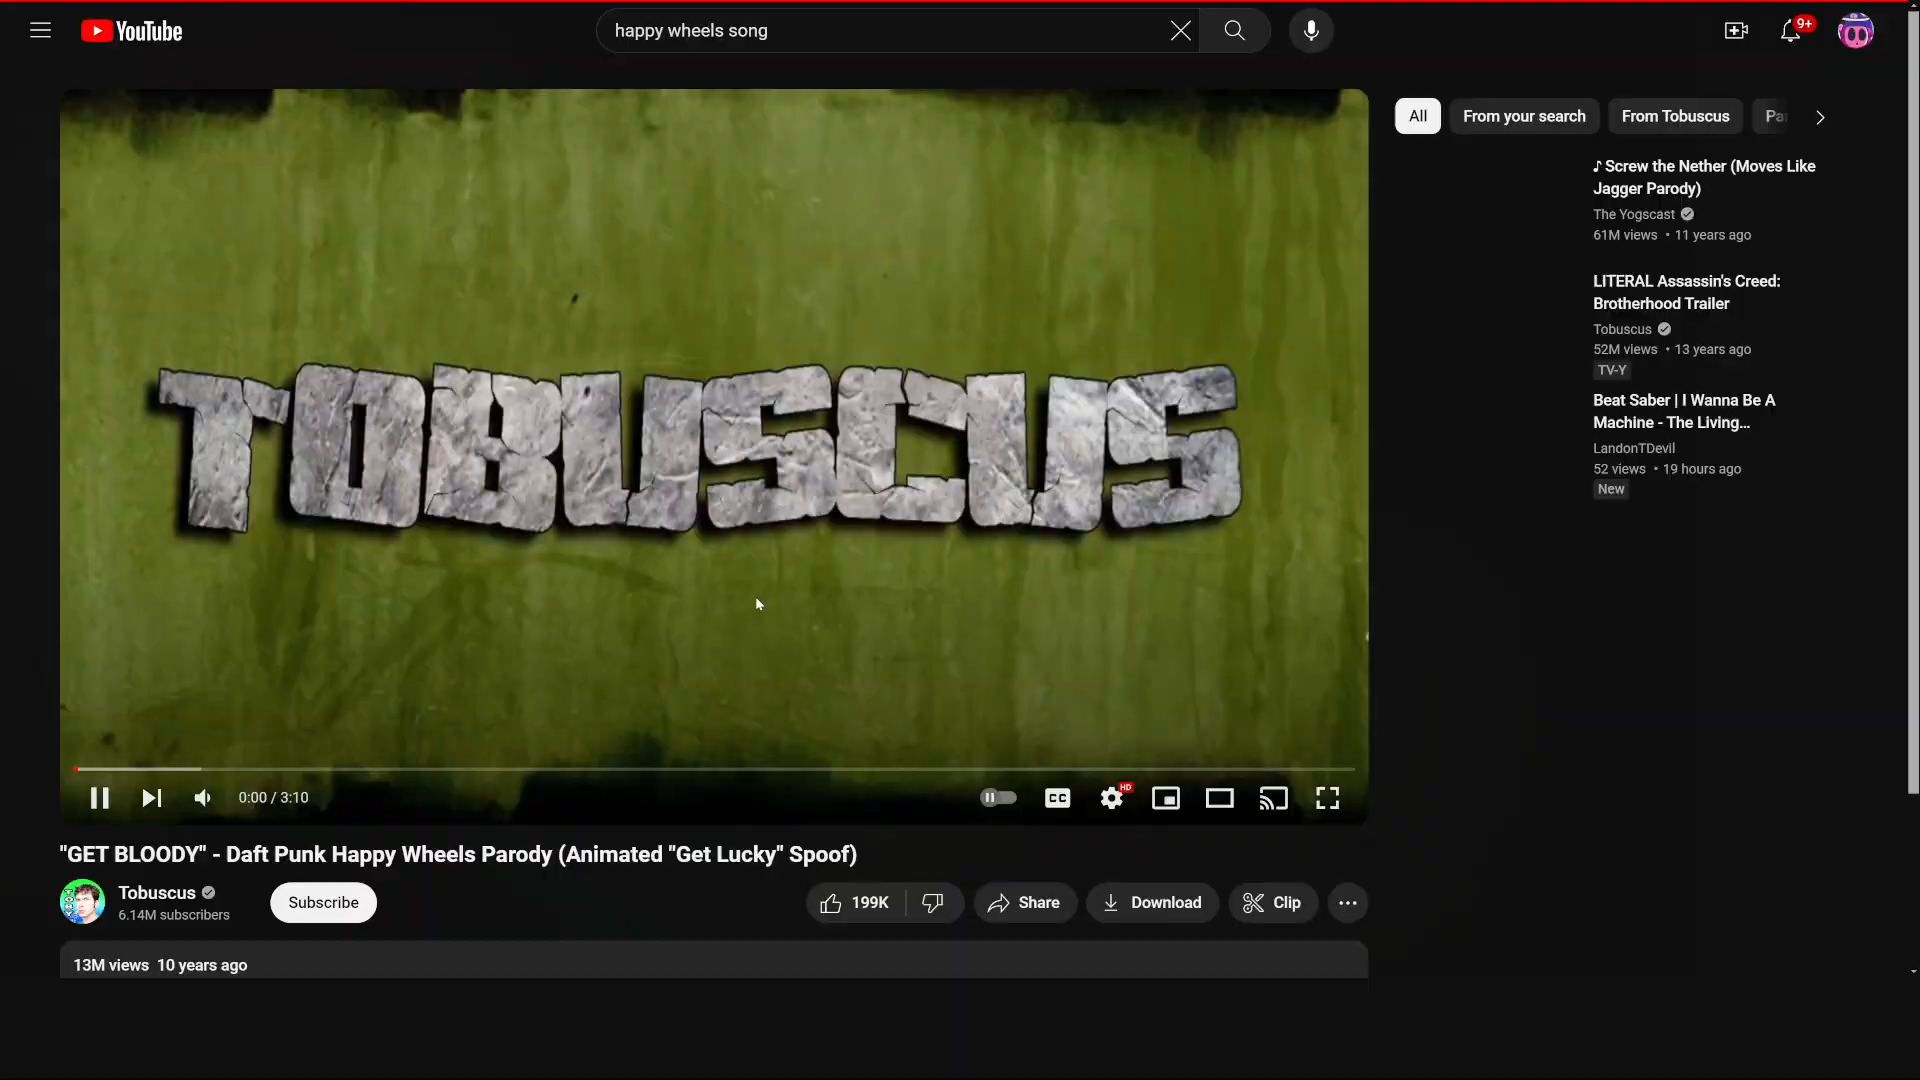 YouTube
happy wheels song
9+
TOBUSCUS
0:00 / 3:10
CC
HD
"GET BLOODY" - Daft Punk Happy Wheels Parody (Animated "Get Lucky" Spoof)
Tobuscus
6.14M subscribers
Subscribe
199K
Share
Download
Clip
13M views 10 years ago
All
From your search
From Tobuscus
♪ Screw the Nether (Moves Like
Jagger Parody)
The Yogscast
61M views • 11 years ago
LITERAL Assassin's Creed:
Brotherhood Trailer
Tobuscus
52M views • 13 years ago
TV-Y
Beat Saber | I Wanna Be A
Machine - The Living...
LandonTDevil
52 views • 19 hours ago
New